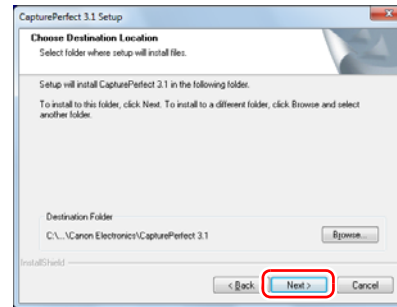 CapturePerfect 3.1 Setup
Choose Destination Location
Select folder where setup will install files.
Setup will install CapturePerfect 3.1 in the following folder.
To install to this folder, click Next. To install to a different folder, click Browse and select
another folder.
Destination Folder
C:\...\Canon Electronics\CapturePerfect 3.1
Browse...
InstallShield
< Back
Next >
Cancel